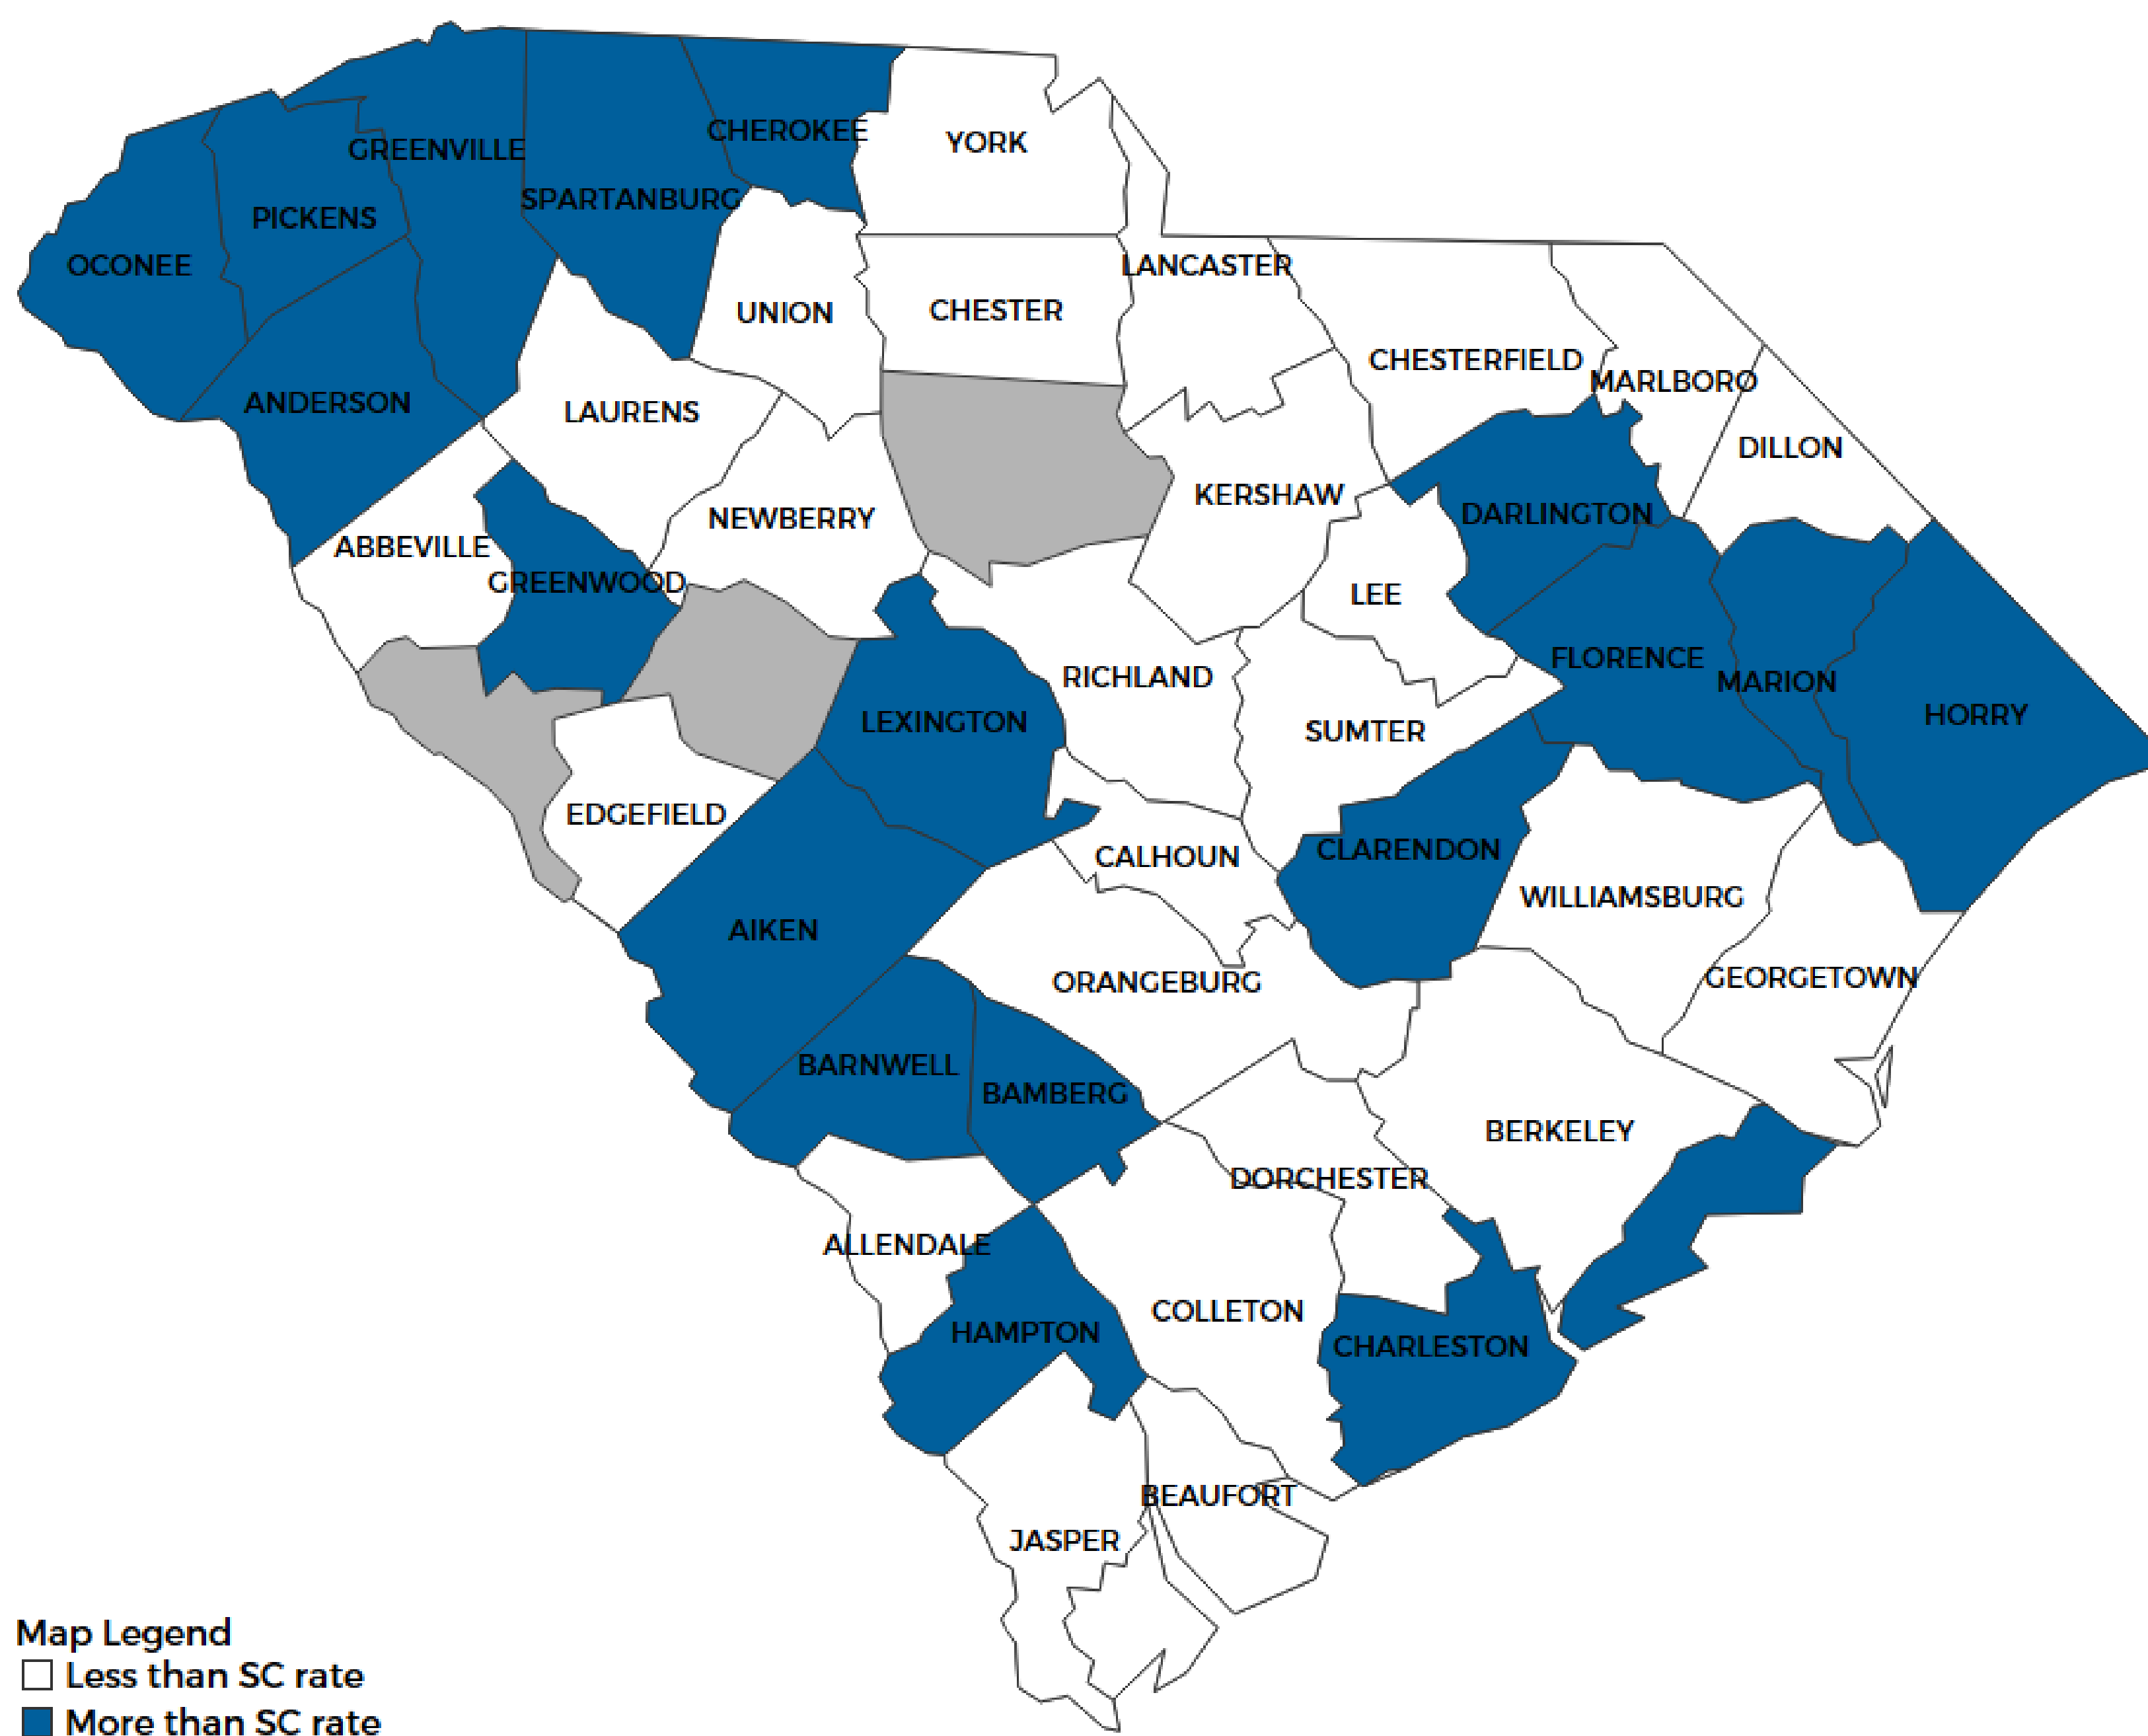 CHEROKEE
YORK
GREENVILLE
SPARTANBURG
PICKENS
OCONEE
LANCASTER
UNION
CHESTER
CHESTERFIELD
MARLBORO
ANDERSON
LAURENS
DILLON
KERSHAW
NEWBERRY
DARLINGTON
ABBEVILLE
GREENWOOD
LEE
FLORENCE
RICHLAND
MARION
HORRY
LEXINGTON
SUMTER
EDGEFIELD
CLARENDON
CALHOUN
WILLIAMSBURG
AIKEN
GEORGETOWN
ORANGEBURG
BARNWELL
BAMBERG
BERKELEY
DORCHESTER
ALLENDALE
COLLETON
HAMPTON
CHARLESTON
BEAUFORT
JASPER
Map Legend
Less than SC rate
More than SC rate